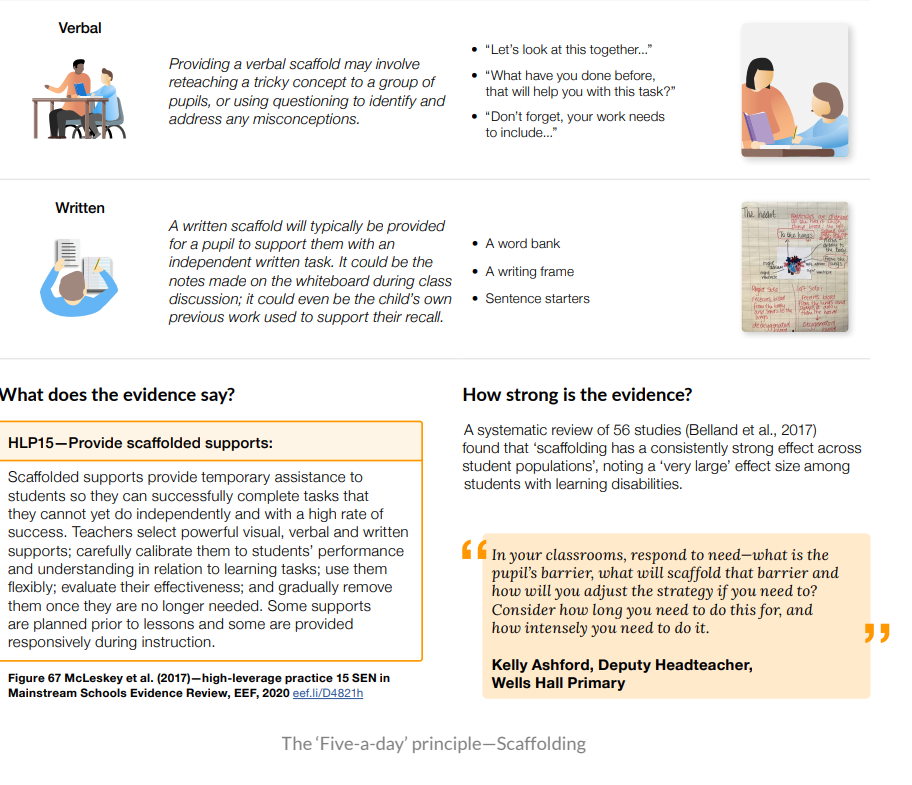 Verbal
Providing a verbal scaffold may involve
reteaching a tricky concept to a group of
pupils, or using questioning to identify and
address any misconceptions.
• “Let’s look at this together...”
• “What have you done before,
that will help you with this task?”
• “Don’t forget, your work needs
to include...”
Written
A written scaffold will typically be provided
for a pupil to support them with an
independent written task. It could be the
notes made on the whiteboard during class
discussion; it could even be the child’s own
previous work used to support their recall.
• A word bank
• A writing frame
• Sentence starters
The heart
To the lungs
What does the evidence say?
HLP15—Provide scaffolded supports:
Scaffolded supports provide temporary assistance to
students so they can successfully complete tasks that
they cannot yet do independently and with a high rate of
success. Teachers select powerful visual, verbal and written
supports; carefully calibrate them to students’ performance
and understanding in relation to learning tasks; use them
flexibly; evaluate their effectiveness; and gradually remove
them once they are no longer needed. Some supports
are planned prior to lessons and some are provided
responsively during instruction.
Figure 67 McLeskey et al. (2017)—high-leverage practice 15 SEN in
Mainstream Schools Evidence Review, EEF, 2020 eef.li/D4821h
How strong is the evidence?
A systematic review of 56 studies (Belland et al., 2017)
found that ‘scaffolding has a consistently strong effect across
student populations’, noting a ‘very large’ effect size among
students with learning disabilities.
“In your classrooms, respond to need—what is the
pupil’s barrier, what will scaffold that barrier and
how will you adjust the strategy if you need to?
Consider how long you need to do this for, and
how intensely you need to do it.”
Kelly Ashford, Deputy Headteacher,
Wells Hall Primary
The ‘Five-a-day’ principle—Scaffolding